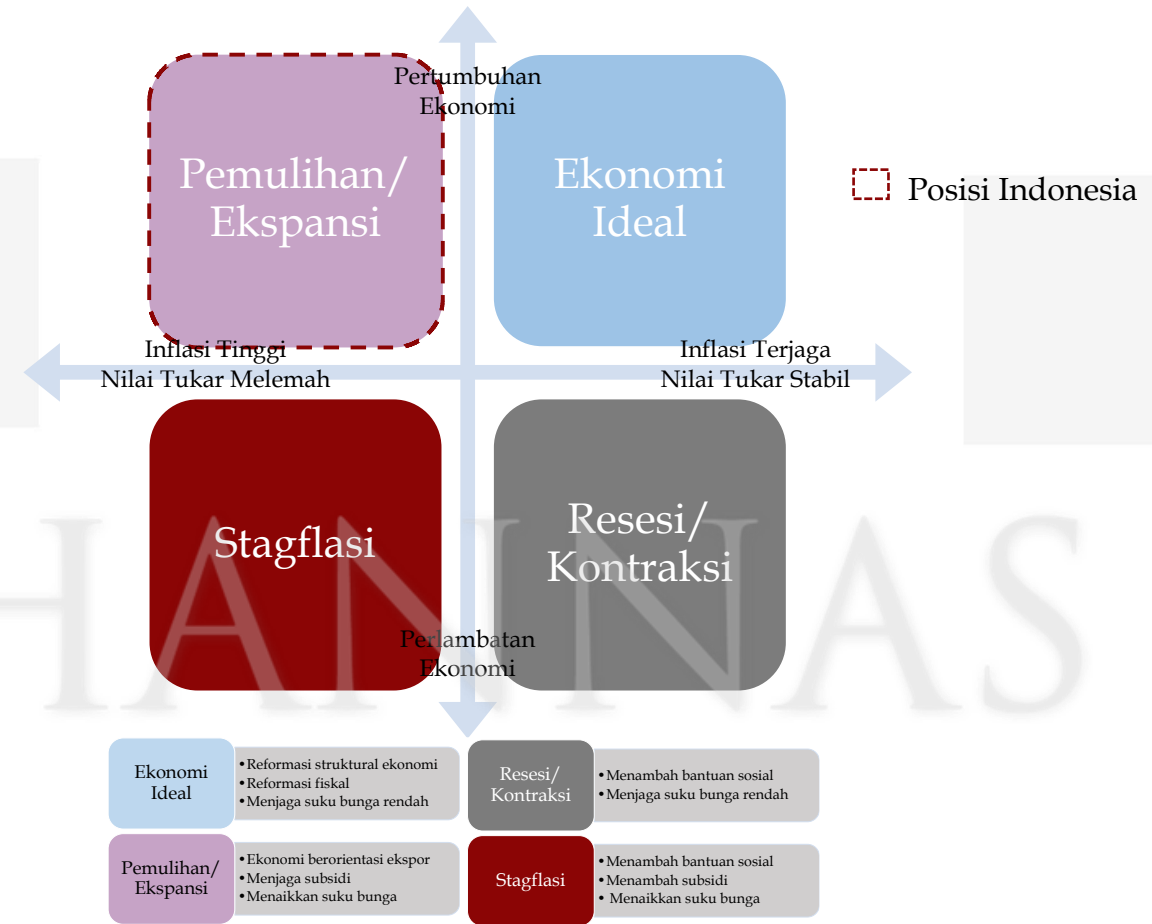 Pertumbuhan
Ekonomi
Pemulihan/
Ekspansi
Ekonomi
Ideal
Posisi Indonesia
Inflasi Tinggi
Nilai Tukar Melemah
Inflasi Terjaga
Nilai Tukar Stabil
Stagflasi
Resesi/
Kontraksi
Perlambatan
Ekonomi
HANNAS
Ekonomi
Ideal
•Reformasi struktural ekonomi
•Reformasi fiskal
•Menjaga suku bunga rendah
Resesi/
Kontraksi
•Menambah bantuan sosial
•Menjaga suku bunga rendah
Pemulihan/
Ekspansi
•Ekonomi berorientasi ekspor
•Menjaga subsidi
•Menaikkan suku bunga
Stagflasi
•Menambah bantuan sosial
•Menambah subsidi
• Menaikkan suku bunga